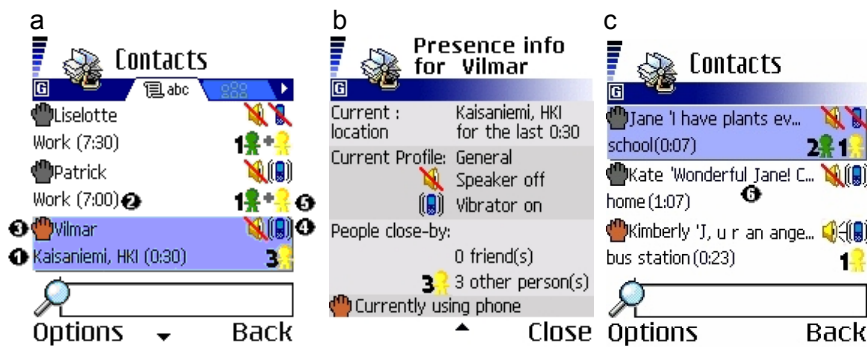 a
Contacts
G abc
Liselotte
Work (7:30) 1 +
Patrick
Work (7:00) 2 1 + 5
3 Vilmar 4
1 Kaisaniemi, HKI (0:30) 3
Options Back
b
Presence info
for Vilmar
G
Current : Kaisaniemi, HKI
location for the last 0:30
Current Profile: General
Speaker off
Vibrator on
People close-by:
0 friend(s)
3 3 other person(s)
Currently using phone
Close
c
Contacts
G
Jane 'I have plants ev...
school(0:07) 2 1
Kate 'Wonderful Jane! C...
home (1:07) 6
Kimberly 'J, u r an ange...
bus station (0:23) 1
Options Back